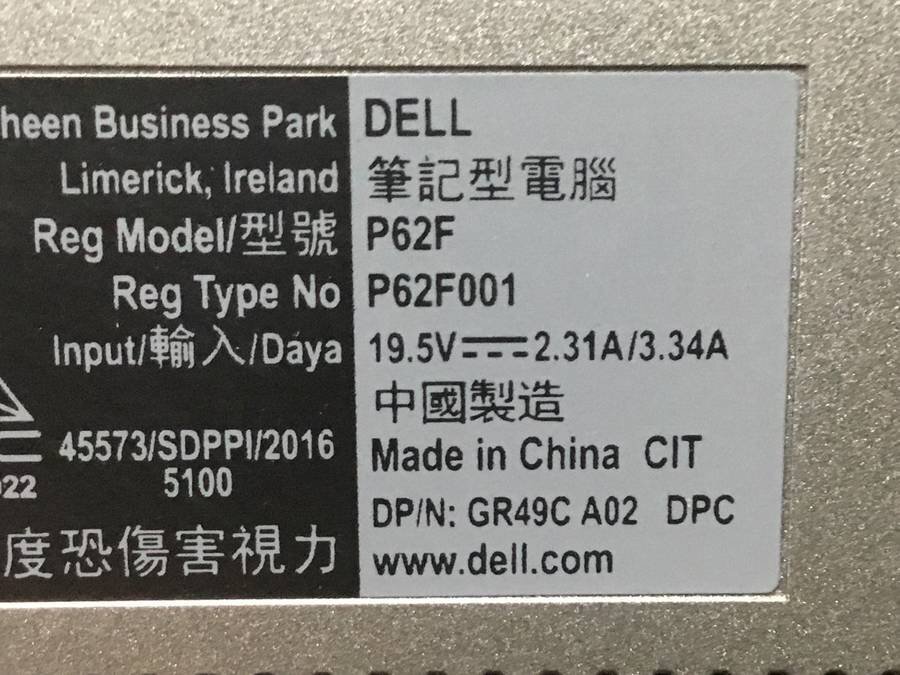 heen Business Park DELL
Limerick, Ireland 筆記型電腦
Reg Model/型號 P62F
Reg Type No P62F001
Input/輸入/Daya 19.5V⎓2.31A/3.34A
中國製造
45573/SDPPI/2016 Made in China CIT
5100 DP/N: GR49C A02 DPC
022
度恐傷害視力 www.dell.com